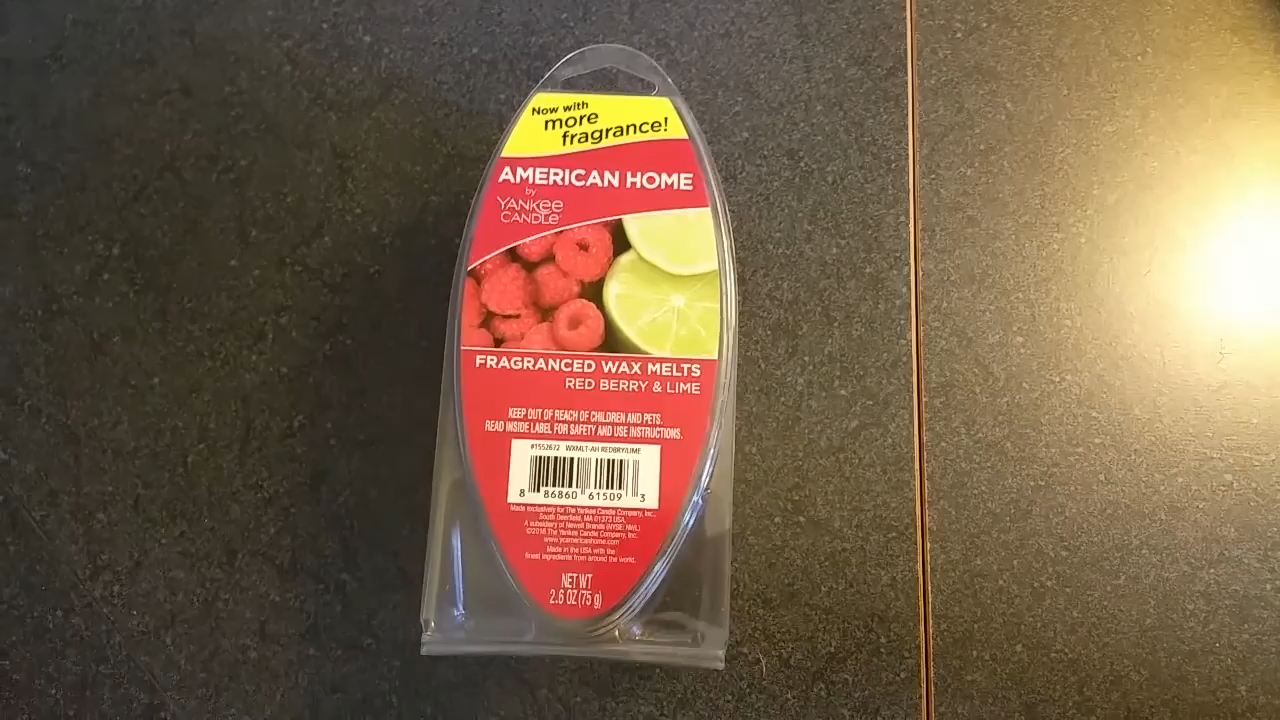 Now with
more
fragrance!
AMERICAN HOME
by
YANKEE
CANDLE®
FRAGRANCED WAX MELTS
RED BERRY & LIME
KEEP OUT OF REACH OF CHILDREN AND PETS.
READ INSIDE LABEL FOR SAFETY AND USE INSTRUCTIONS.
#1552672 WXMLT-AH REDBRY/LIME
8 86860 61509 3
Made exclusively for The Yankee Candle Company, Inc.,
South Deerfield, MA 01373 USA,
A subsidiary of Newell Brands (NYSE: NWL)
©2016 The Yankee Candle Company, Inc.
www.ycamericanhome.com
Made in the USA with the
finest ingredients from around the world.
NET WT
2.6 OZ (75 g)